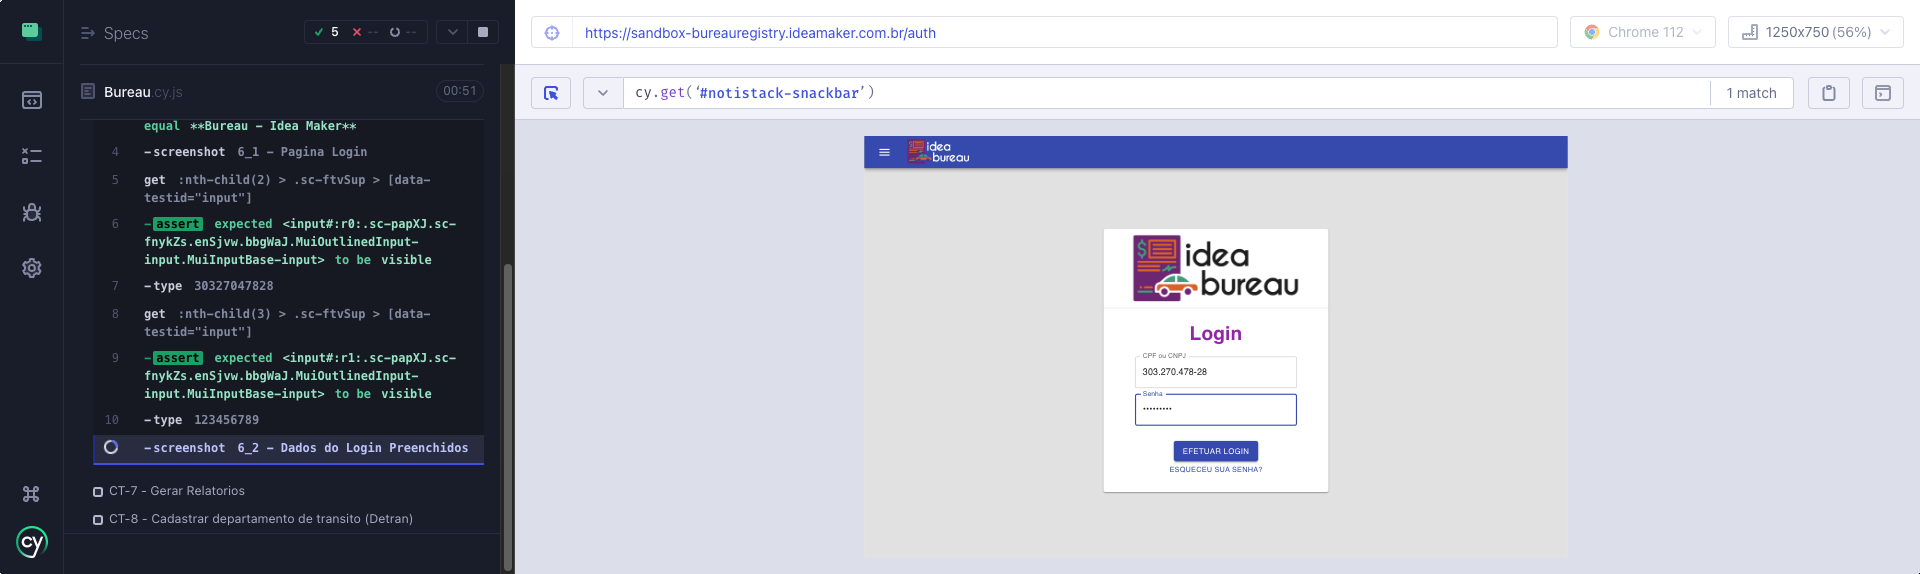 Specs
5
--
--
Bureau.cy.js
00:51
equal **Bureau - Idea Maker**
4 -screenshot 6_1 - Pagina Login
5 get :nth-child(2) > .sc-ftvSup > [data-
testid="input"]
6 -assert expected <input#:r0:.sc-papXJ.sc-
fnykZs.enSjvw.bbgWaJ.MuiOutlinedInput-
input.MuiInputBase-input> to be visible
7 -type 30327047828
8 get :nth-child(3) > .sc-ftvSup > [data-
testid="input"]
9 -assert expected <input#:r1:.sc-papXJ.sc-
fnykZs.enSjvw.bbgWaJ.MuiOutlinedInput-
input.MuiInputBase-input> to be visible
10 -type 123456789
-screenshot 6_2 - Dados do Login Preenchidos
CT-7 - Gerar Relatorios
CT-8 - Cadastrar departamento de transito (Detran)
cy
https://sandbox-bureauregistry.ideamaker.com.br/auth
Chrome 112
1250x750 (56%)
cy.get(‘#notistack-snackbar’)
1 match
idea
bureau
idea
bureau
Login
CPF ou CNPJ
303.270.478-28
Senha
•••••••••
EFETUAR LOGIN
ESQUECEU SUA SENHA?